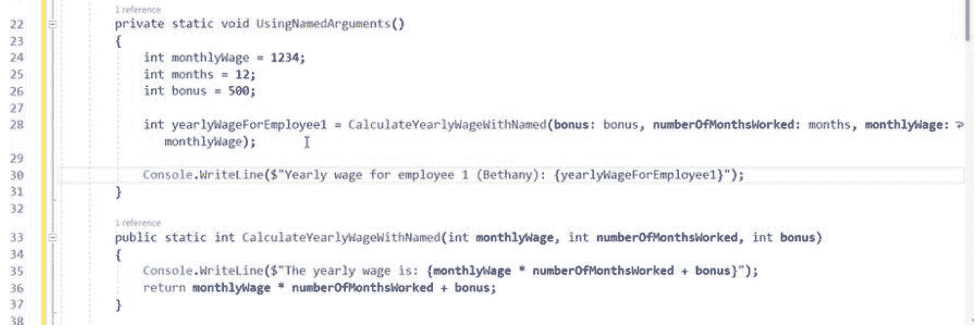 1 reference
22 private static void UsingNamedArguments()
23 {
24 int monthlyWage = 1234;
25 int months = 12;
26 int bonus = 500;
27
28 int yearlyWageForEmployee1 = CalculateYearlyWageWithNamed(bonus: bonus, numberOfMonthsWorked: months, monthlyWage:
monthlyWage);
29
30 Console.WriteLine($"Yearly wage for employee 1 (Bethany): {yearlyWageForEmployee1}");
31 }
32
1 reference
33 public static int CalculateYearlyWageWithNamed(int monthlyWage, int numberOfMonthsWorked, int bonus)
34 {
35 Console.WriteLine($"The yearly wage is: {monthlyWage * numberOfMonthsWorked + bonus}");
36 return monthlyWage * numberOfMonthsWorked + bonus;
37 }
38